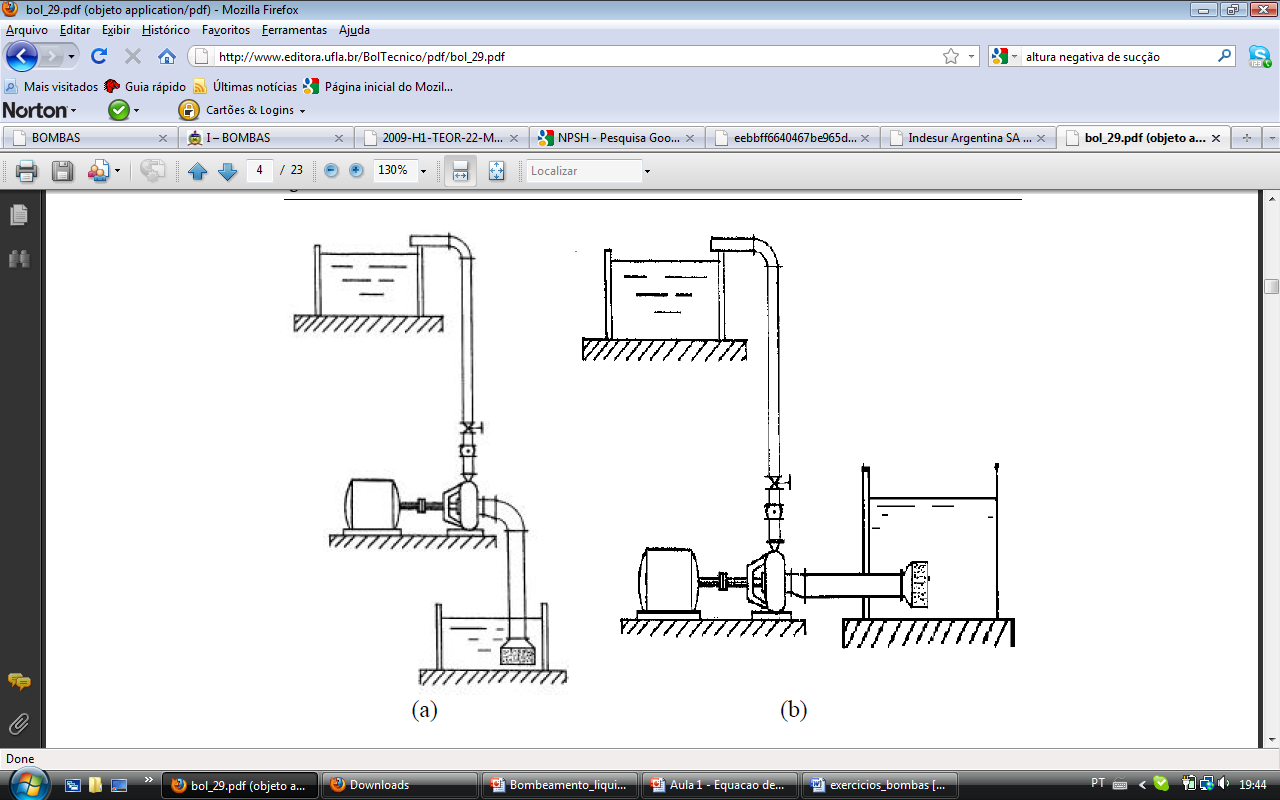 bol_29.pdf (objeto application/pdf) - Mozilla Firefox
Arquivo Editar Exibir Histórico Favoritos Ferramentas Ajuda
http://www.editora.ufla.br/BolTecnico/pdf/bol_29.pdf altura negativa de sucção
Mais visitados Guia rápido Últimas notícias Página inicial do Mozil...
Norton Cartões & Logins
BOMBAS I – BOMBAS 2009-H1-TEOR-22-M... NPSH - Pesquisa Goo... eebbff6640467be965d... Indesur Argentina SA ... bol_29.pdf (objeto a...
4 / 23 130% Localizar
(a) (b)
Done
bol_29.pdf (objeto a... Downloads Bombeamento_liqui... Aula 1 - Equacao de... exercicios_bombas [... PT 19:44